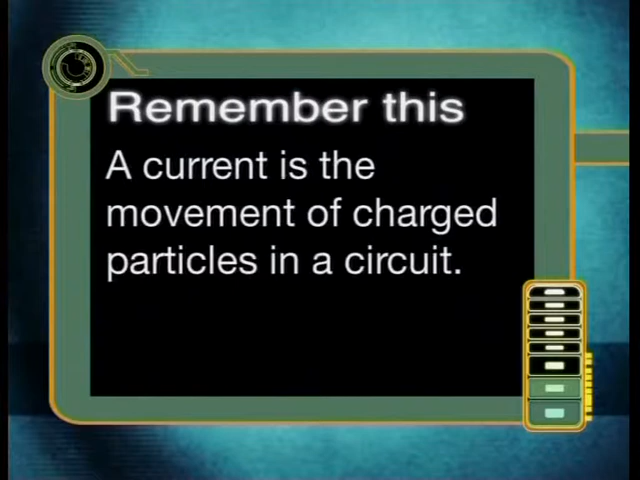 Remember this
A current is the
movement of charged
particles in a circuit.